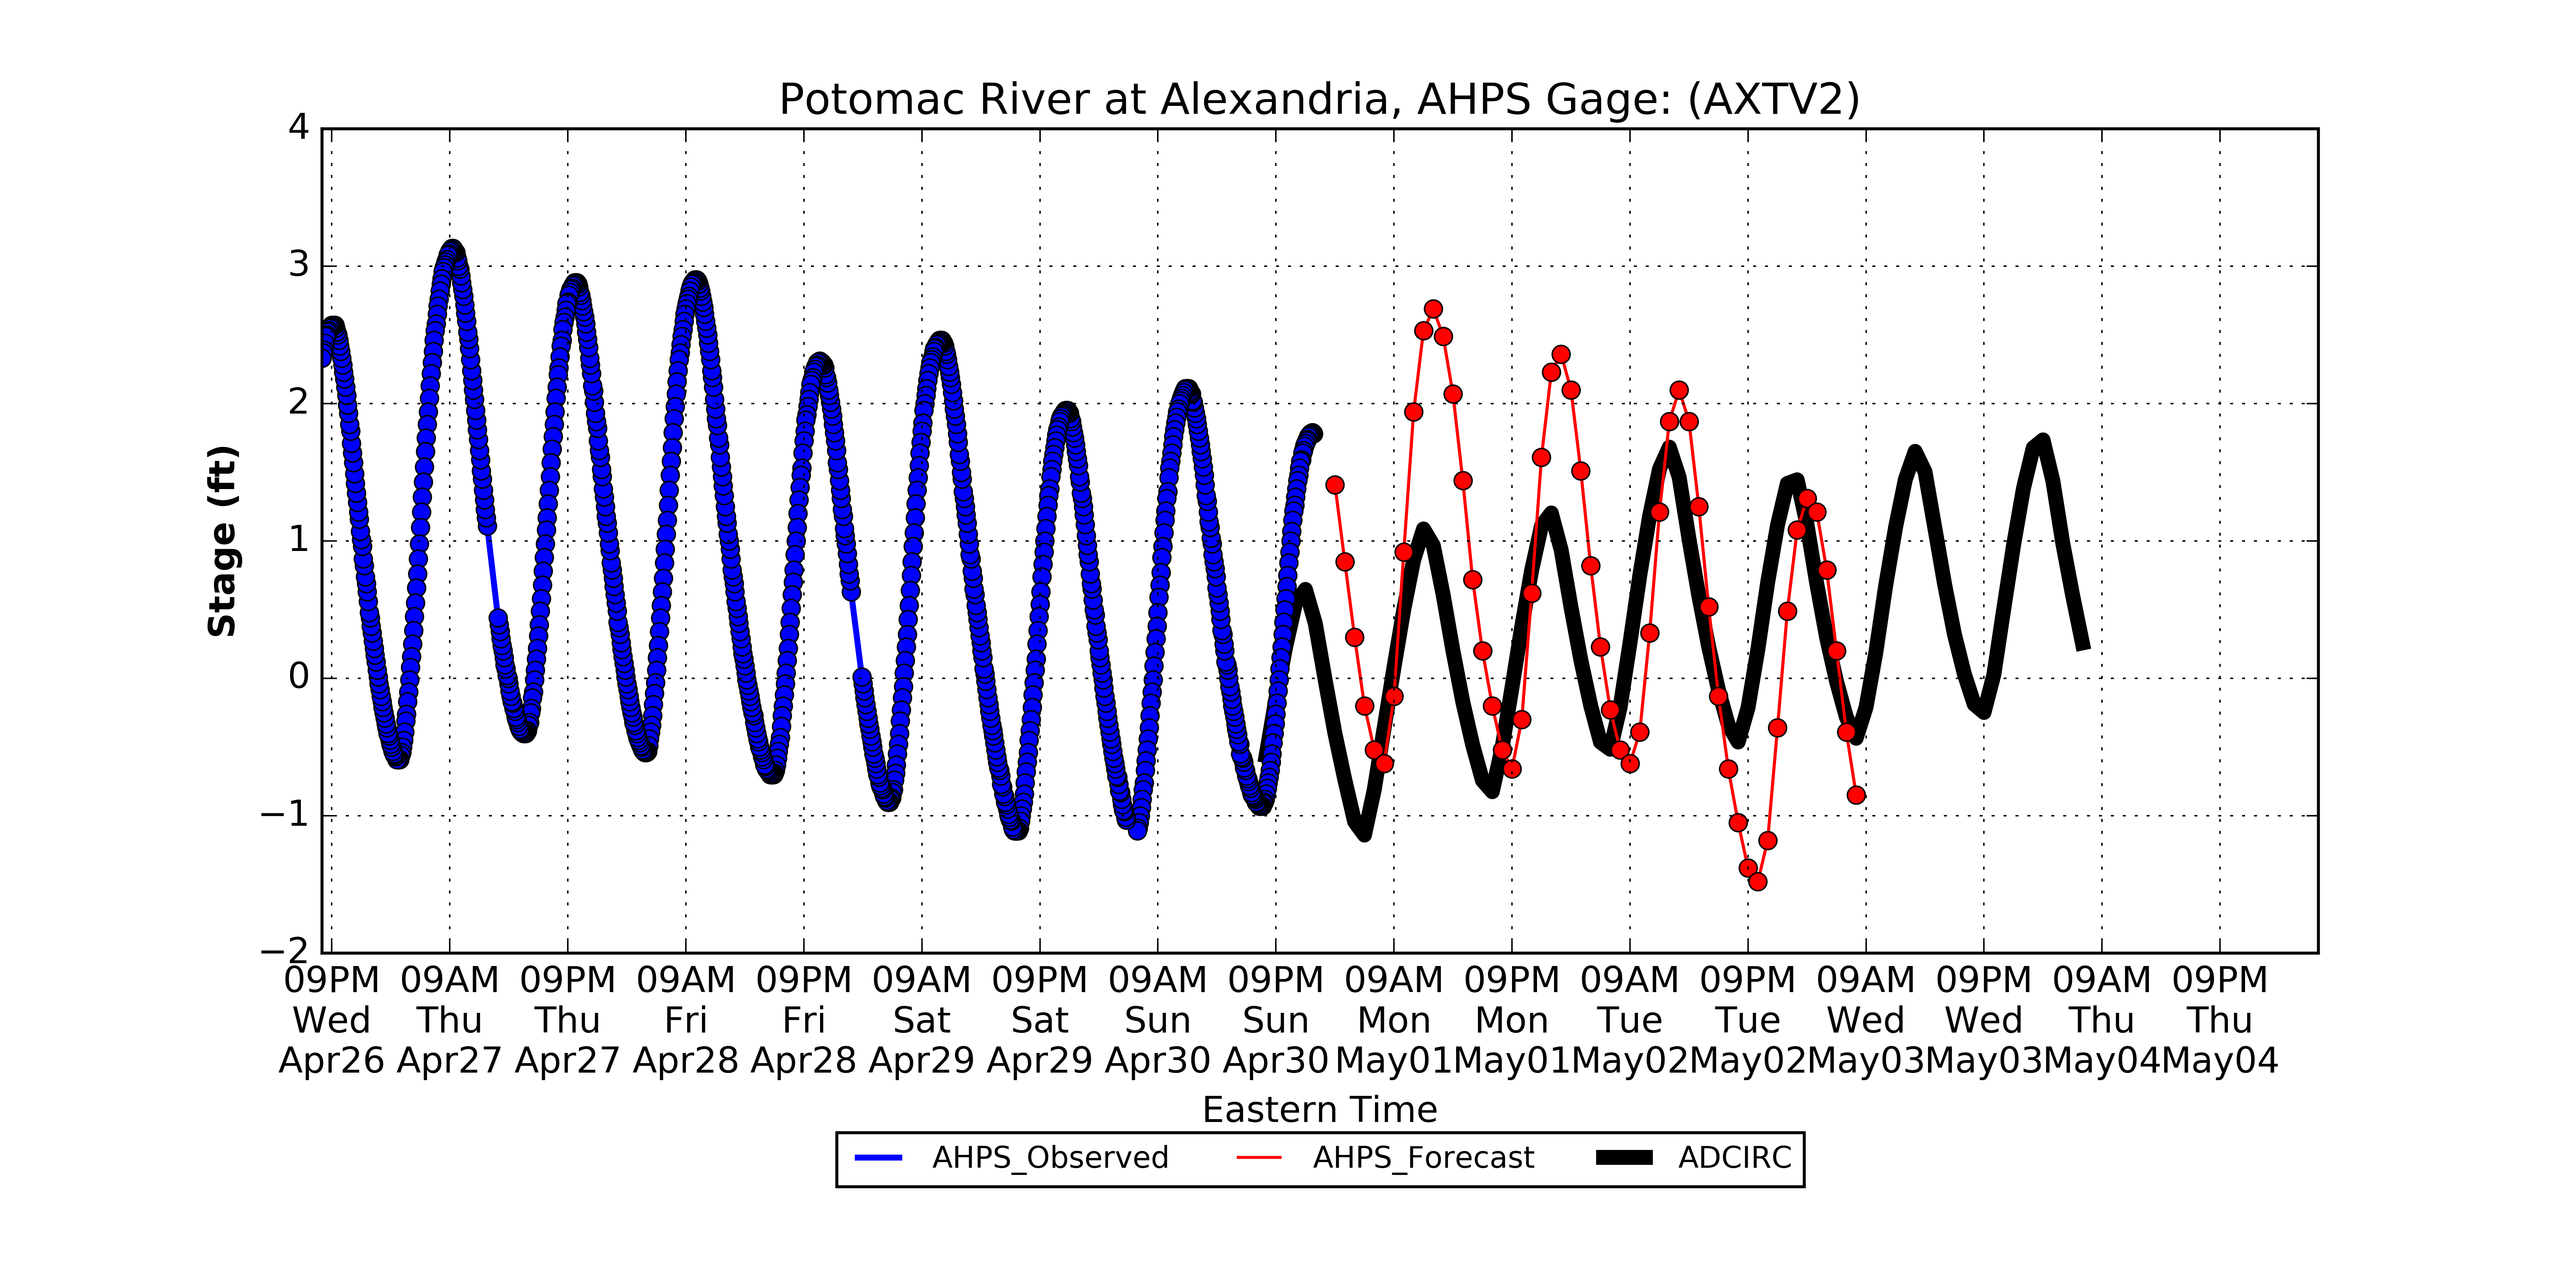 Potomac River at Alexandria, AHPS Gage: (AXTV2)
4
3
2
1
0
−1
−2
Stage (ft)
09PM 09AM 09PM 09AM 09PM 09AM 09PM 09AM 09PM 09AM 09PM 09AM 09PM 09AM 09PM 09AM 09PM
Wed Thu Thu Fri Fri Sat Sat Sun Sun Mon Mon Tue Tue Wed Wed Thu Thu
Apr26 Apr27 Apr27 Apr28 Apr28 Apr29 Apr29 Apr30 Apr30 May01 May01 May02 May02 May03 May03 May04 May04
Eastern Time
AHPS_Observed AHPS_Forecast ADCIRC